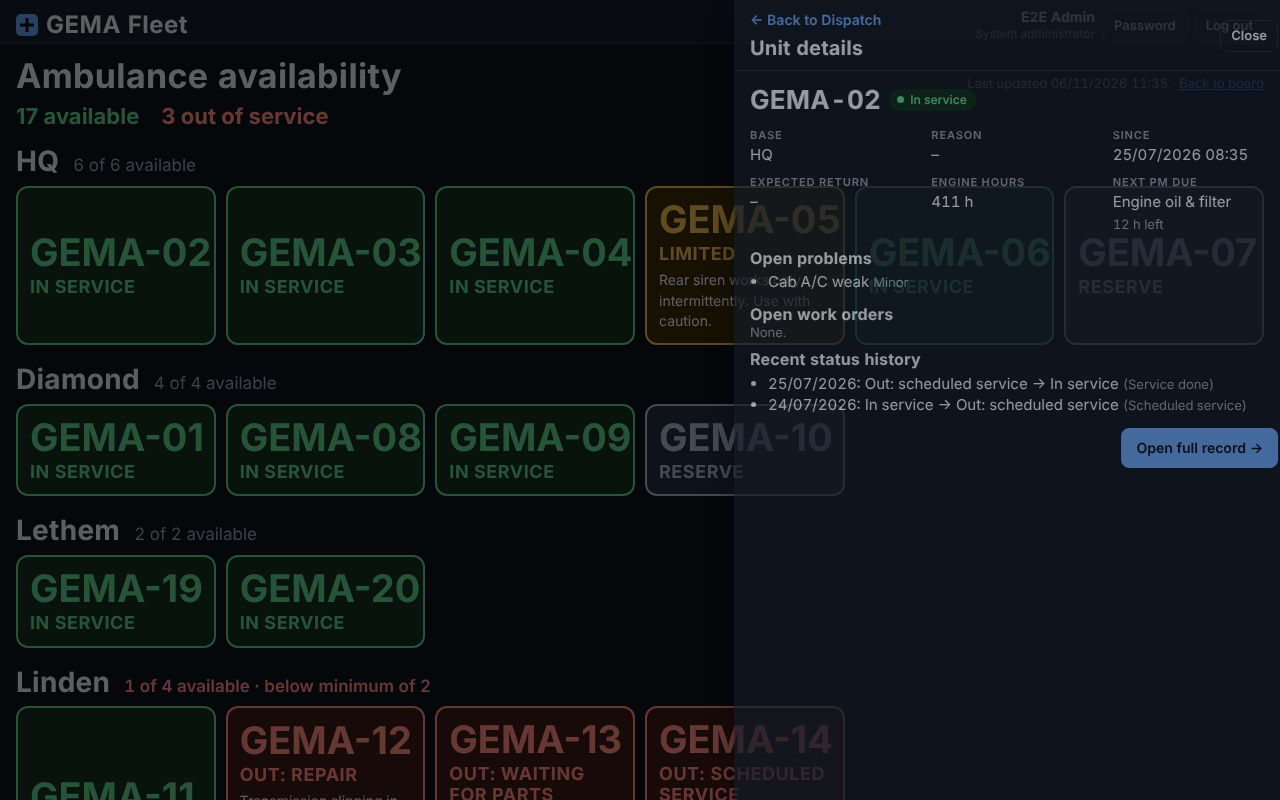 GEMA Fleet
E2E Admin
System administrator
Password
Log out
Ambulance availability
17 available 3 out of service
Last updated 06/11/2026 11:35 · Back to board
HQ 6 of 6 available
GEMA-02
IN SERVICE
GEMA-03
IN SERVICE
GEMA-04
IN SERVICE
GEMA-05
LIMITED
Rear siren works
intermittently. Use with
caution.
GEMA-06
IN SERVICE
GEMA-07
RESERVE
Diamond 4 of 4 available
GEMA-01
IN SERVICE
GEMA-08
IN SERVICE
GEMA-09
IN SERVICE
GEMA-10
RESERVE
Lethem 2 of 2 available
GEMA-19
IN SERVICE
GEMA-20
IN SERVICE
Linden 1 of 4 available · below minimum of 2
GEMA-11
GEMA-12
OUT: REPAIR
Transmission slipping in
GEMA-13
OUT: WAITING
FOR PARTS
GEMA-14
OUT: SCHEDULED
SERVICE
← Back to Dispatch
Unit details
Close
GEMA-02 In service
BASE
HQ
REASON
–
SINCE
25/07/2026 08:35
EXPECTED RETURN
–
ENGINE HOURS
411 h
NEXT PM DUE
Engine oil & filter
12 h left
Open problems
• Cab A/C weak Minor
Open work orders
None.
Recent status history
• 25/07/2026: Out: scheduled service → In service (Service done)
• 24/07/2026: In service → Out: scheduled service (Scheduled service)
Open full record →